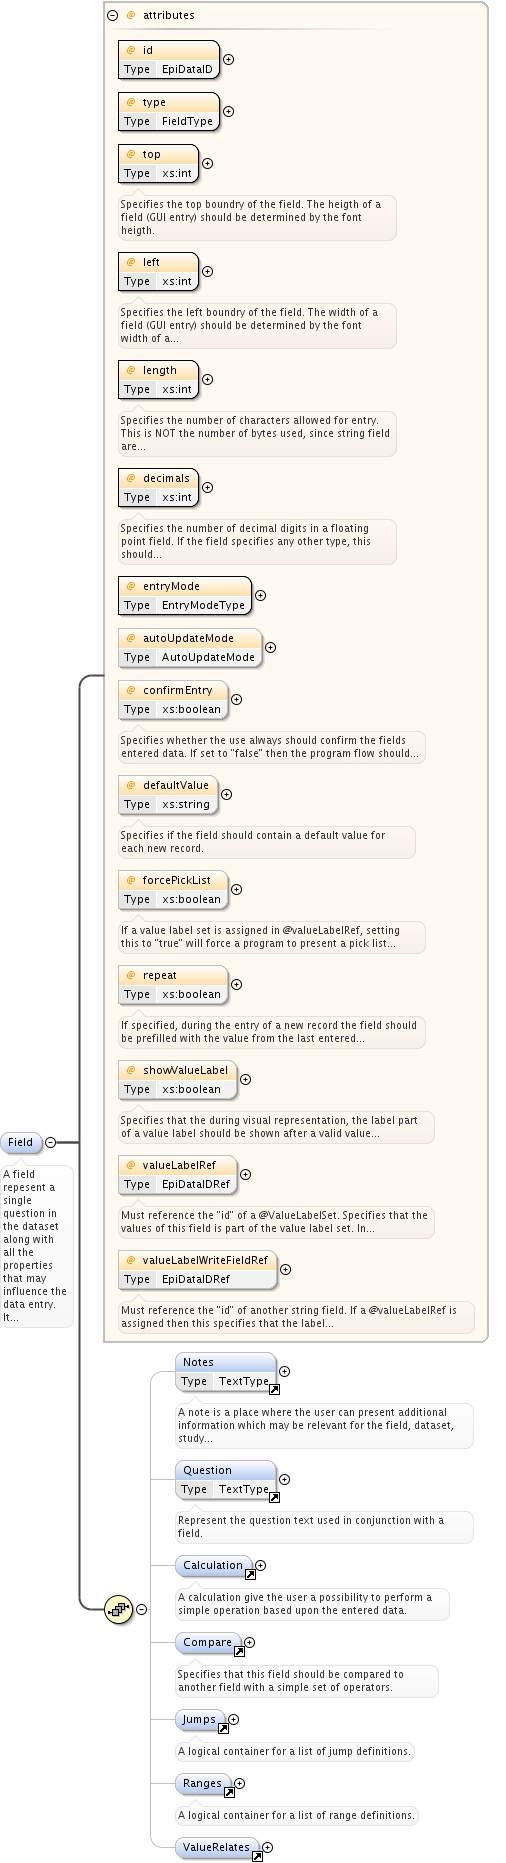 @ attributes
@ id
Type EpiDataID
@ type
Type FieldType
@ top
Type xs:int
Specifies the top boundry of the field. The heigth of a
field (GUI entry) should be determined by the font
heigth.
@ left
Type xs:int
Specifies the left boundry of the field. The width of a
field (GUI entry) should be determined by the font
width of a...
@ length
Type xs:int
Specifies the number of characters allowed for entry.
This is NOT the number of bytes used, since string field
are...
@ decimals
Type xs:int
Specifies the number of decimal digits in a floating
point field. If the field specifies any other type, this
should...
@ entryMode
Type EntryModeType
@ autoUpdateMode
Type AutoUpdateMode
@ confirmEntry
Type xs:boolean
Specifies whether the use always should confirm the fields
entered data. If set to "false" then the program flow should...
@ defaultValue
Type xs:string
Specifies if the field should contain a default value for
each new record.
@ forcePickList
Type xs:boolean
If a value label set is assigned in @valueLabelRef, setting
this to "true" will force a program to present a pick list...
@ repeat
Type xs:boolean
If specified, during the entry of a new record the field should
be prefilled with the value from the last entered...
@ showValueLabel
Type xs:boolean
Specifies that the during visual representation, the label part
of a value label should be shown after a valid value...
@ valueLabelRef
Type EpiDataIDRef
Must reference the "id" of a @ValueLabelSet. Specifies that the
values of this field is part of the value label set. In...
@ valueLabelWriteFieldRef
Type EpiDataIDRef
Must reference the "id" of another string field. If a @valueLabelRef is
assigned then this specifies that the label...
Field
A field
repesent a
single
question in
the dataset
along with
all the
properties
that may
influence the
data entry.
It...
Notes
Type TextType
A note is a place where the user can present additional
information which may be relevant for the field, dataset,
study...
Question
Type TextType
Represent the question text used in conjunction with a
field.
Calculation
A calculation give the user a possibility to perform a
simple operation based upon the entered data.
Compare
Specifies that this field should be compared to
another field with a simple set of operators.
Jumps
A logical container for a list of jump definitions.
Ranges
A logical container for a list of range definitions.
ValueRelates